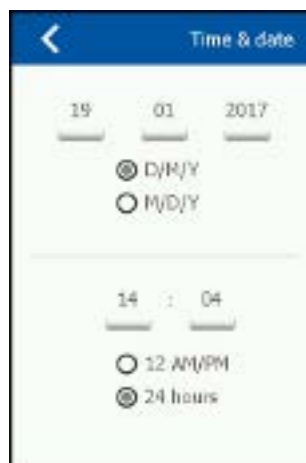 Time & date
19 01 2017
D/M/Y
M/D/Y
14 : 04
12 AM/PM
24 hours